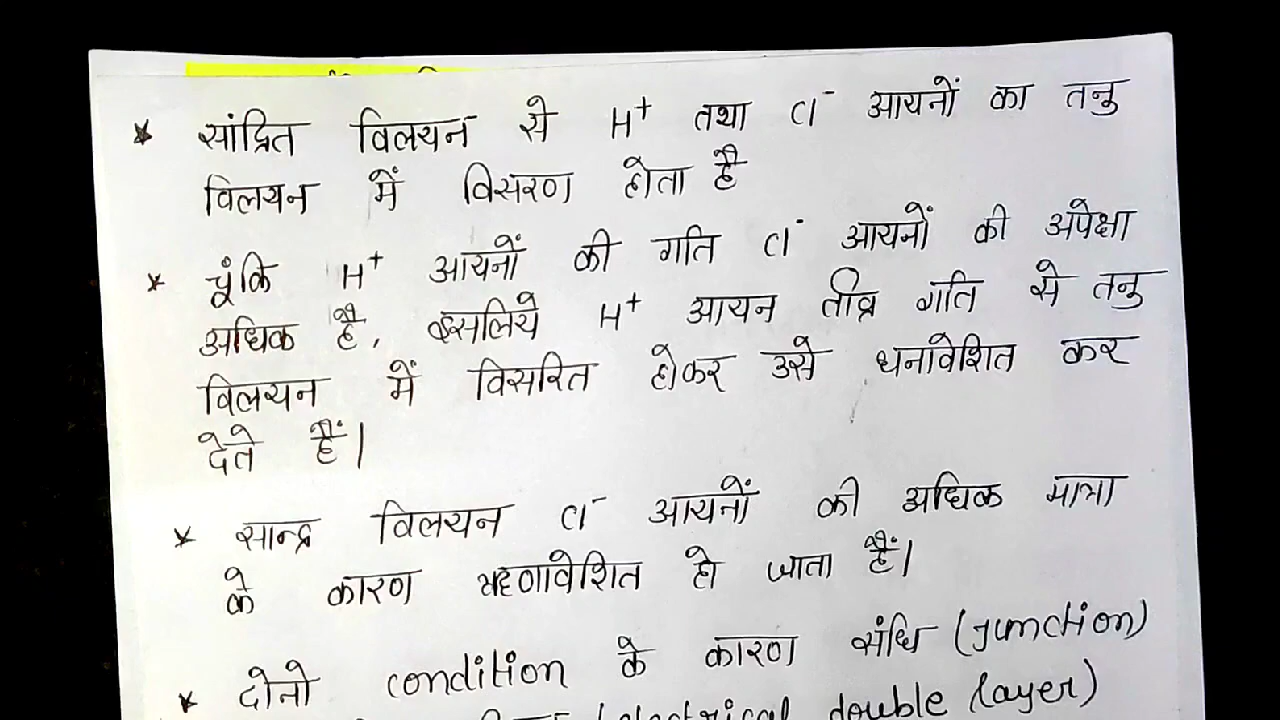 * सांद्रित विलयन से H⁺ तथा Cl⁻ आयनों का तनु
विलयन में विसरण होता है
* चूंकि H⁺ आयनों की गति Cl⁻ आयनों की अपेक्षा
अधिक है, इसलिये H⁺ आयन तीव्र गति से तनु
विलयन में विसरित होकर उसे धनावेशित कर
देते हैं।
* सान्द्र विलयन Cl⁻ आयनों की अधिक मात्रा
के कारण ऋणावेशित हो जाता हैं।
* दोनो condition के कारण संधि (Junction)
(electrical double layer)